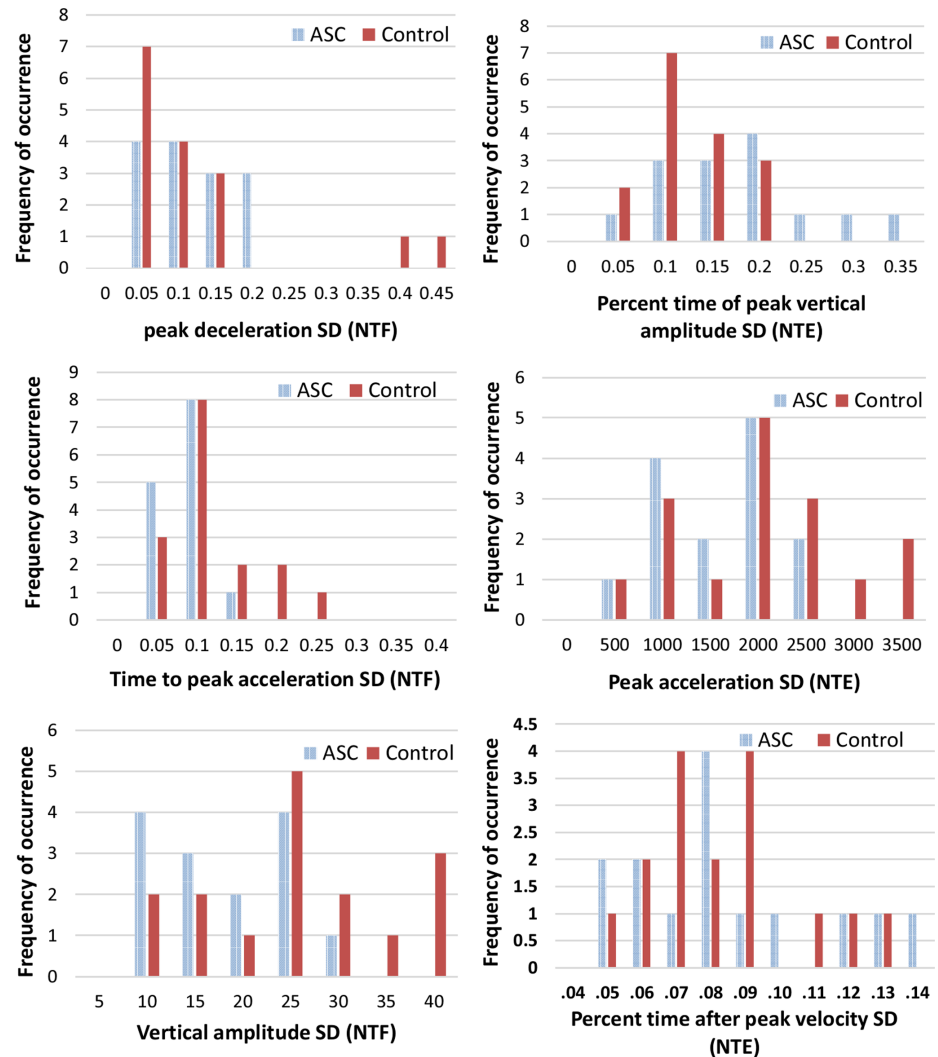 8
7
6
5
4
3
2
1
0
Frequency of occurrence
ASC Control
0 0.05 0.1 0.15 0.2 0.25 0.3 0.35 0.4 0.45
peak deceleration SD (NTF)
8
7
6
5
4
3
2
1
0
Frequency of occurrence
ASC Control
0 0.05 0.1 0.15 0.2 0.25 0.3 0.35
Percent time of peak vertical
amplitude SD (NTE)
9
8
7
6
5
4
3
2
1
0
Frequency of occurrence
ASC Control
0 0.05 0.1 0.15 0.2 0.25 0.3 0.35 0.4
Time to peak acceleration SD (NTF)
6
5
4
3
2
1
0
Frequency of occurrence
ASC Control
0 500 1000 1500 2000 2500 3000 3500
Peak acceleration SD (NTE)
6
5
4
3
2
1
0
Frequency of occurrence
ASC Control
5 10 15 20 25 30 35 40
Vertical amplitude SD (NTF)
4.5
4
3.5
3
2.5
2
1.5
1
0.5
0
Frequency of occurrence
ASC Control
.04 .05 .06 .07 .08 .09 .10 .11 .12 .13 .14
Percent time after peak velocity SD
(NTE)